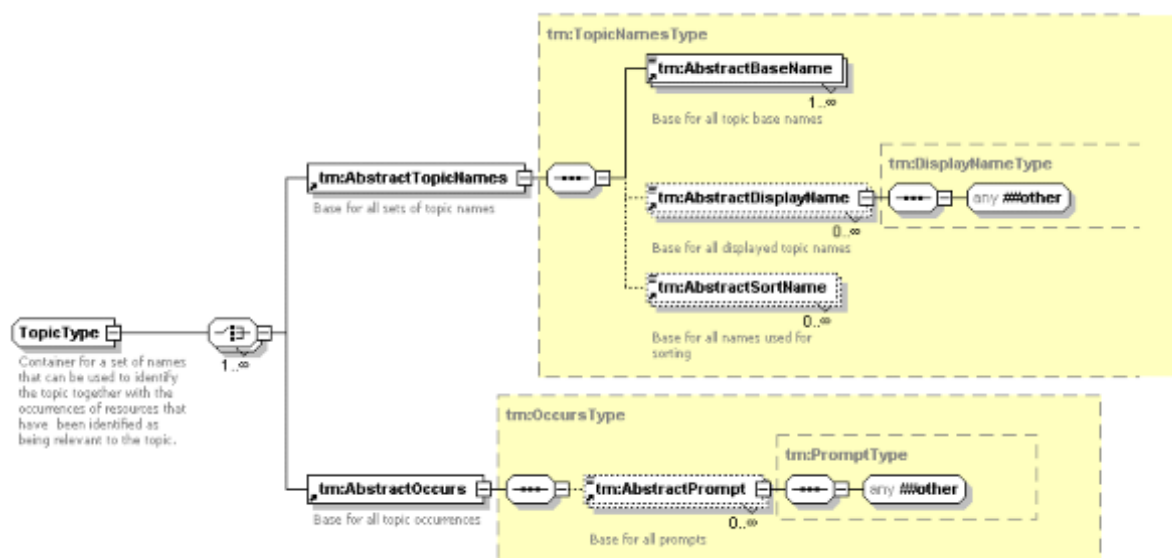 tm:TopicNamesType
tm:AbstractBaseName
1..∞
Base for all topic base names
tm:DisplayNameType
tm:AbstractTopicNames
Base for all sets of topic names
tm:AbstractDisplayName
any ##other
0..∞
Base for all displayed topic names
tm:AbstractSortName
0..∞
Base for all names used for
sorting
TopicType
1..∞
Container for a set of names
that can be used to identify
the topic together with the
occurrences of resources that
have been identified as
being relevant to the topic.
tm:OccursType
tm:PromptType
tm:AbstractOccurs
Base for all topic occurrences
tm:AbstractPrompt
any ##other
0..∞
Base for all prompts